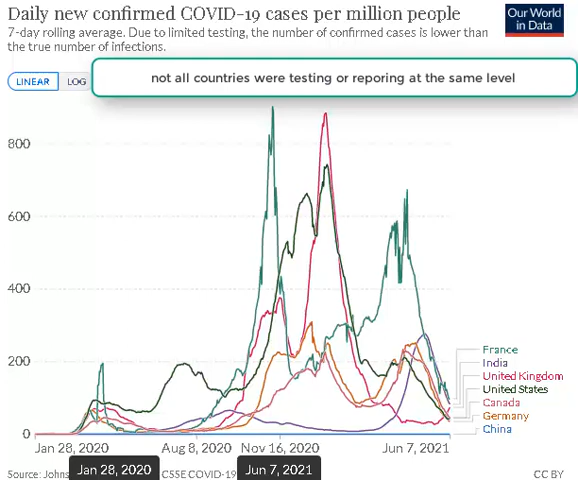 Daily new confirmed COVID-19 cases per million people
Our World
in Data
7-day rolling average. Due to limited testing, the number of confirmed cases is lower than
the true number of infections.
LINEAR LOG
not all countries were testing or reporing at the same level
800
600
400
200
0
France
India
United Kingdom
United States
Canada
Germany
China
Jan 28, 2020 Aug 8, 2020 Nov 16, 2020 Jun 7, 2021
Source: Johns CSSE COVID-19 CC BY
Jan 28, 2020 Jun 7, 2021